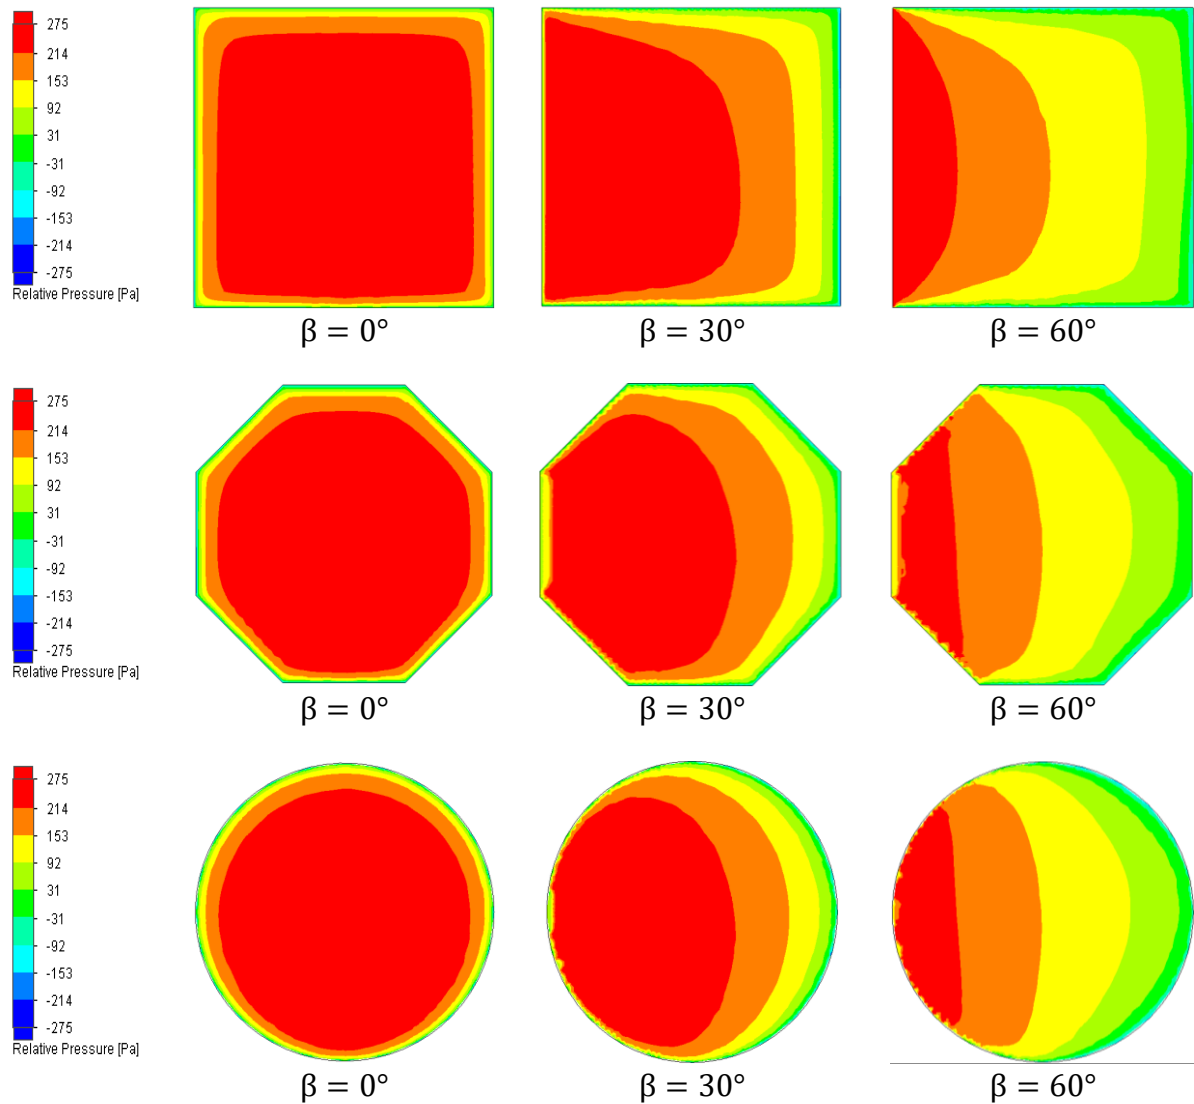 275
214
153
92
31
-31
-92
-153
-214
-275
Relative Pressure [Pa]
β = 0°
β = 30°
β = 60°
275
214
153
92
31
-31
-92
-153
-214
-275
Relative Pressure [Pa]
β = 0°
β = 30°
β = 60°
275
214
153
92
31
-31
-92
-153
-214
-275
Relative Pressure [Pa]
β = 0°
β = 30°
β = 60°